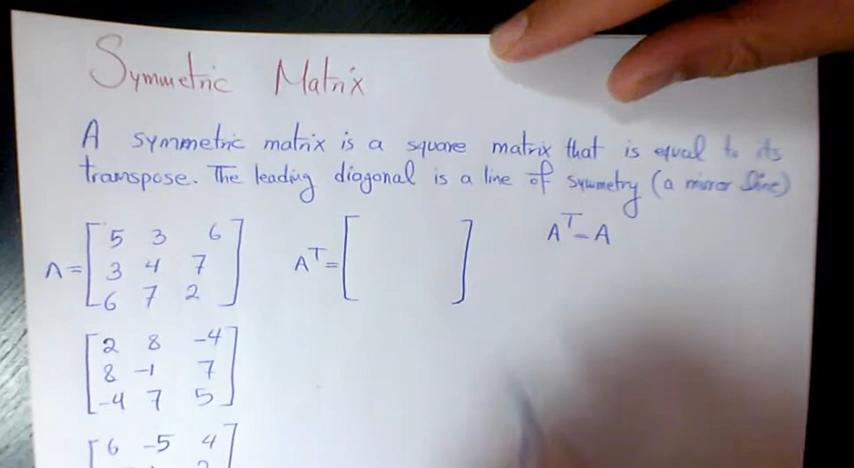 Symmetric Matrix
A symmetric matrix is a square matrix that is equal to its
transpose. The leading diagonal is a line of symmetry (a mirror line)
A = [5 3 6
3 4 7
6 7 2]
A^T = [ ]
A^T = A
[2 8 -4
8 -1 7
-4 7 5]
[6 -5 4]